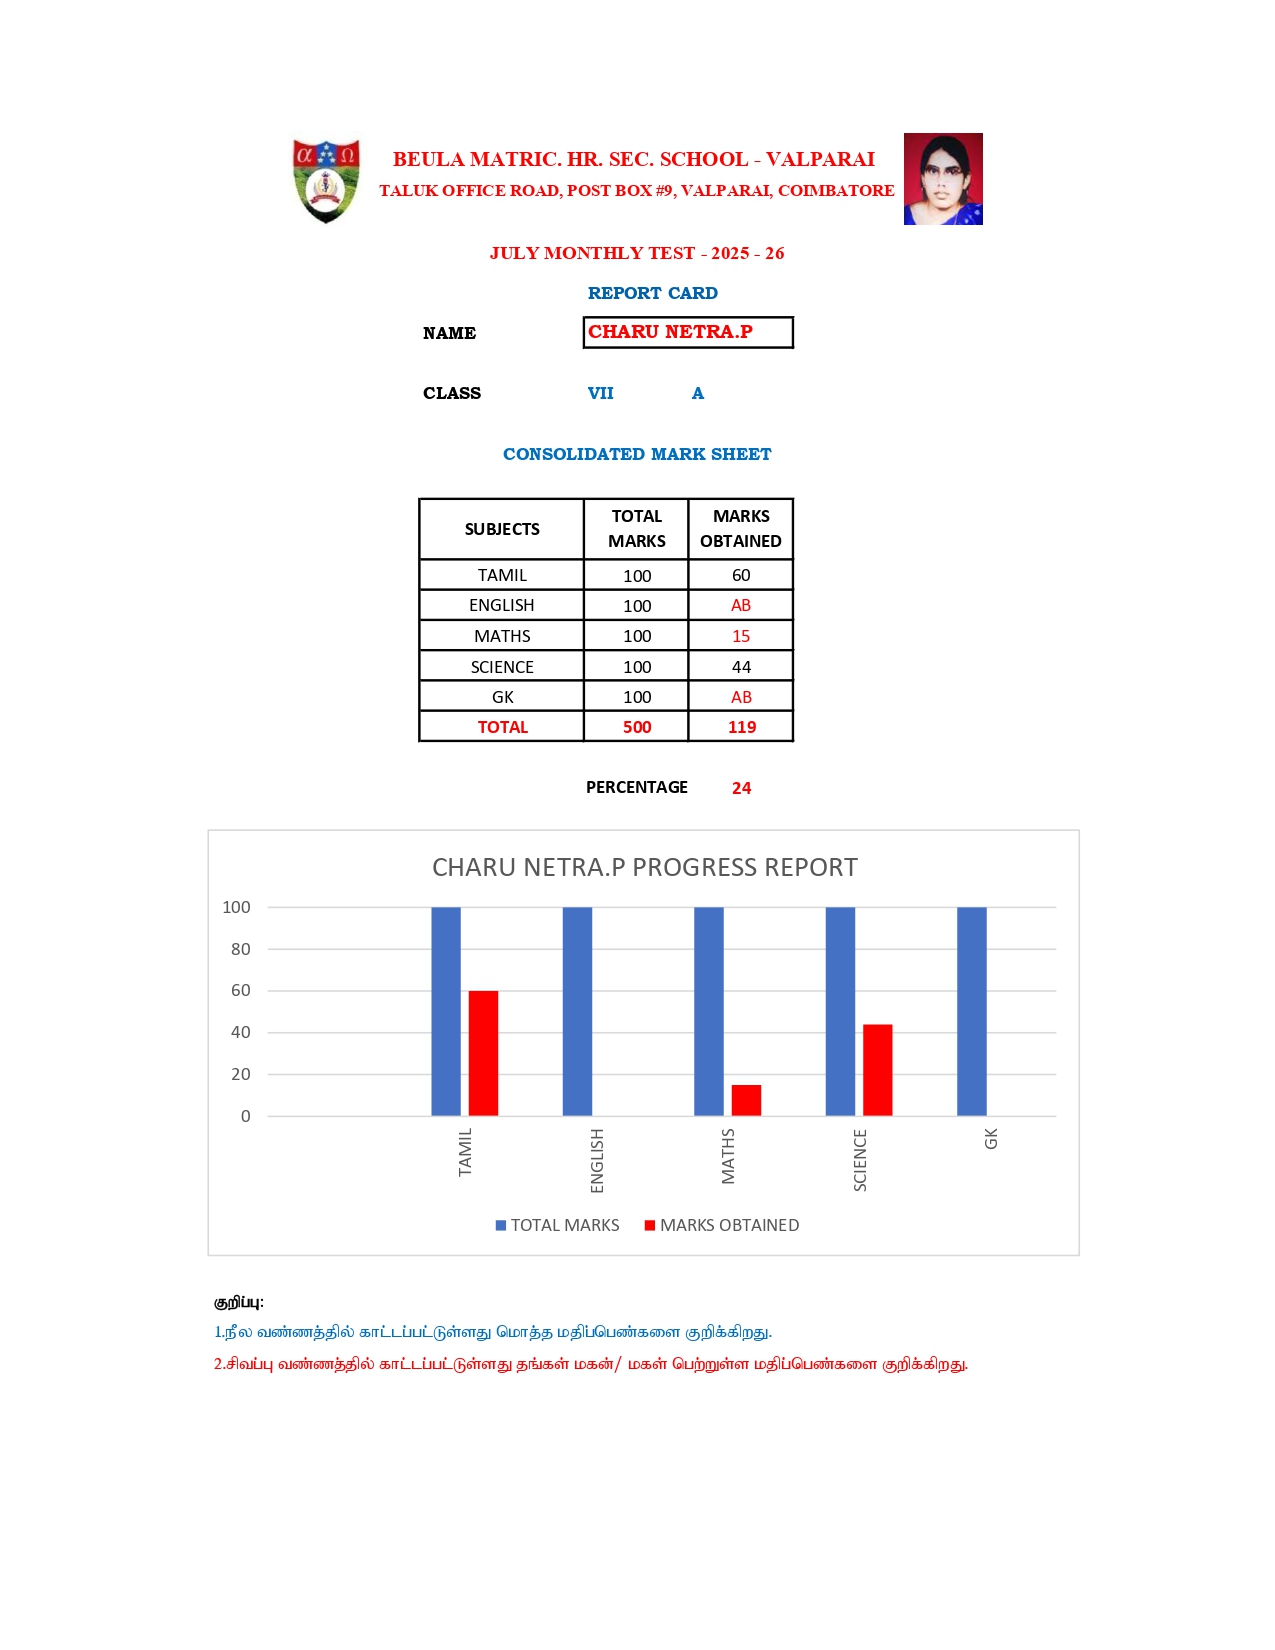 α Ω
BEULA MATRIC. HR. SEC. SCHOOL - VALPARAI
TALUK OFFICE ROAD, POST BOX #9, VALPARAI, COIMBATORE
JULY MONTHLY TEST - 2025 - 26
REPORT CARD
NAME CHARU NETRA.P
CLASS VII A
CONSOLIDATED MARK SHEET
SUBJECTS TOTAL MARKS MARKS OBTAINED
TAMIL 100 60
ENGLISH 100 AB
MATHS 100 15
SCIENCE 100 44
GK 100 AB
TOTAL 500 119
PERCENTAGE 24
CHARU NETRA.P PROGRESS REPORT
100
80
60
40
20
0
TAMIL ENGLISH MATHS SCIENCE GK
TOTAL MARKS MARKS OBTAINED
குறிப்பு:
1.நீல வண்ணத்தில் காட்டப்பட்டுள்ளது மொத்த மதிப்பெண்களை குறிக்கிறது.
2.சிவப்பு வண்ணத்தில் காட்டப்பட்டுள்ளது தங்கள் மகன்/ மகள் பெற்றுள்ள மதிப்பெண்களை குறிக்கிறது.